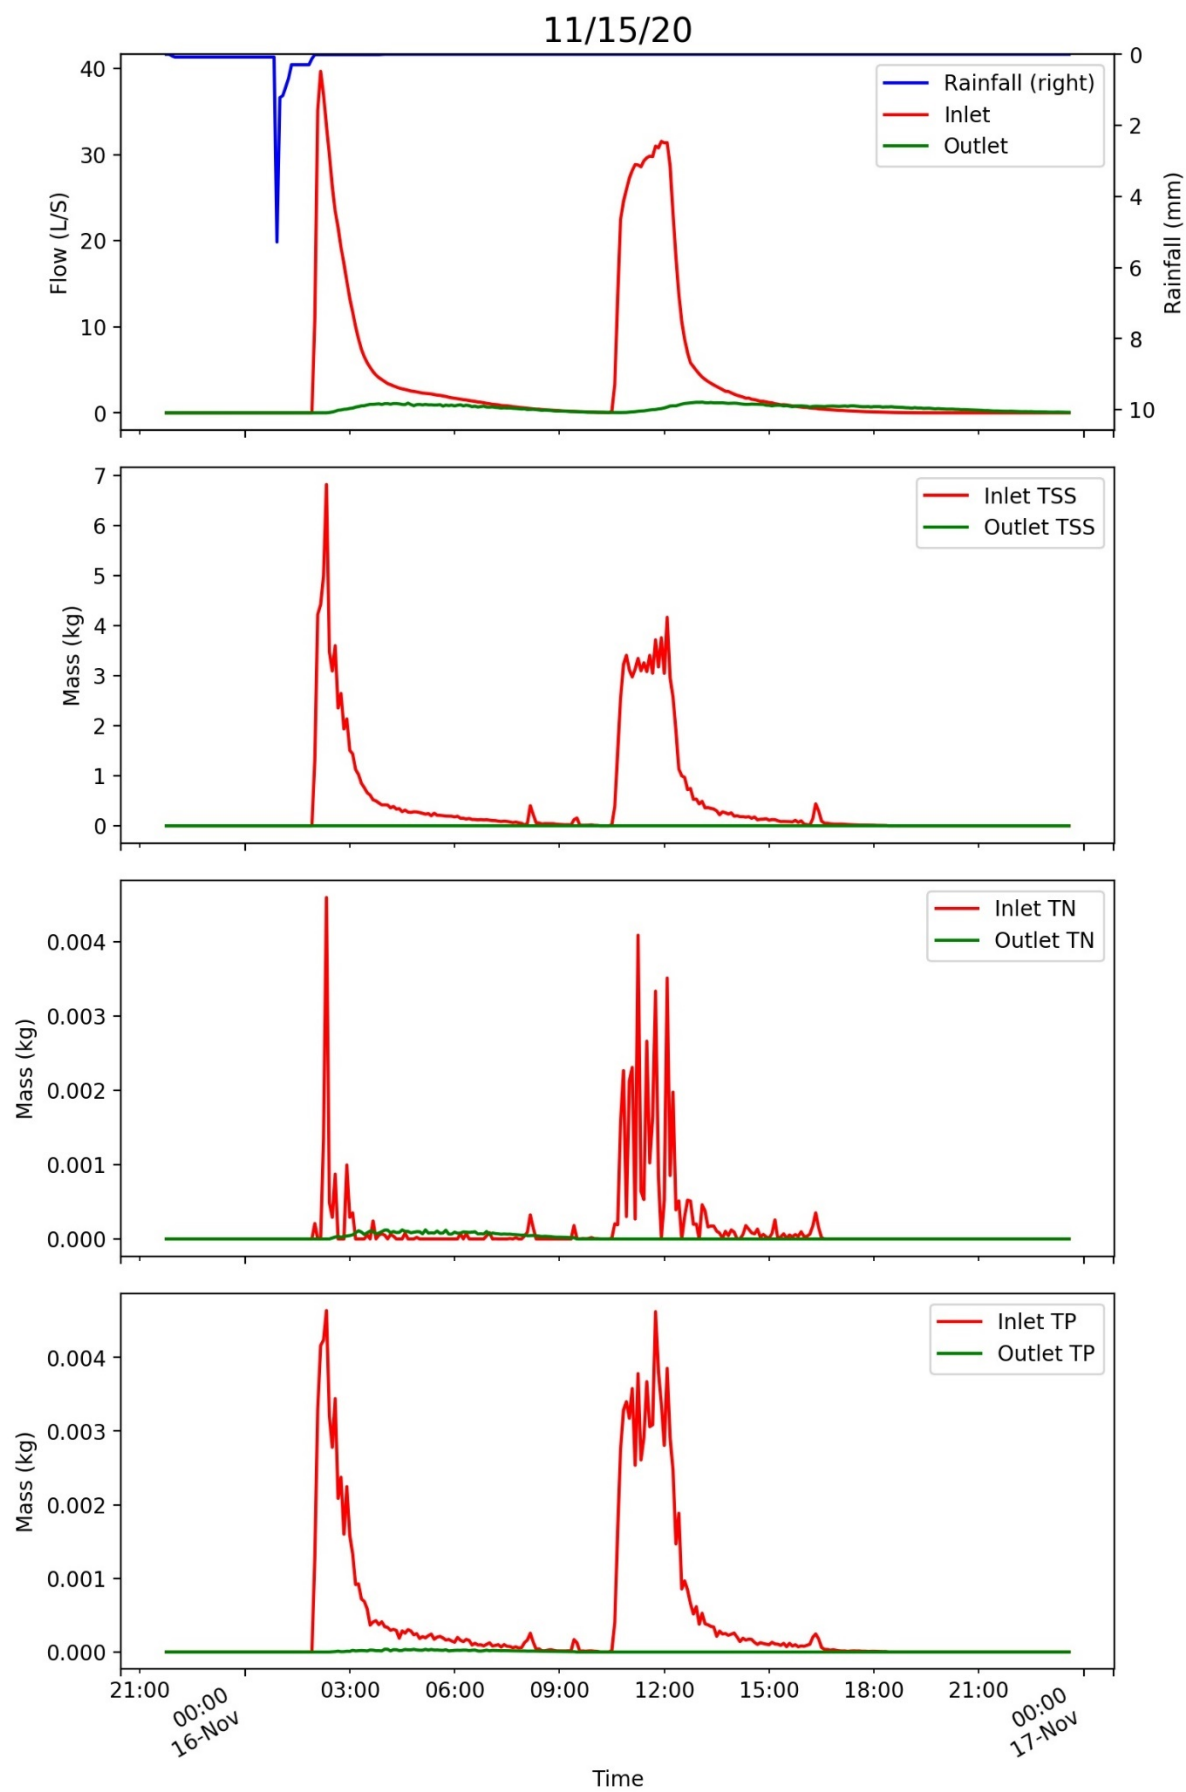 11/15/20
40
30
20
10
0
Flow (L/S)
0
2
4
6
8
10
Rainfall (mm)
Rainfall (right)
Inlet
Outlet
7
6
5
4
3
2
1
0
Mass (kg)
Inlet TSS
Outlet TSS
0.004
0.003
0.002
0.001
0.000
Mass (kg)
Inlet TN
Outlet TN
0.004
0.003
0.002
0.001
0.000
Mass (kg)
Inlet TP
Outlet TP
21:00
00:00
16-Nov
03:00
06:00
09:00
12:00
15:00
18:00
21:00
00:00
17-Nov
Time